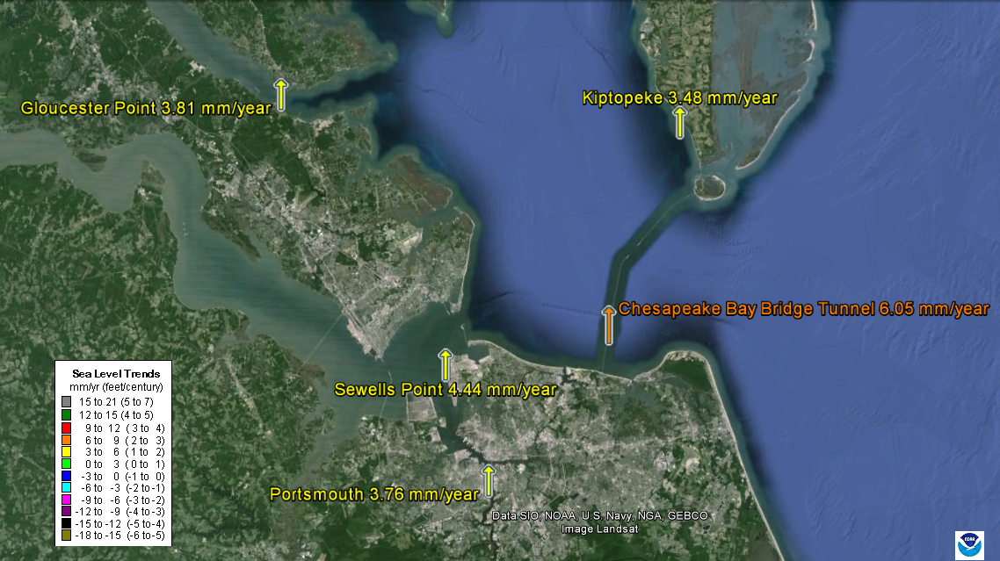 Gloucester Point 3.81 mm/year
Kiptopeke 3.48 mm/year
Chesapeake Bay Bridge Tunnel 6.05 mm/year
Sewells Point 4.44 mm/year
Portsmouth 3.76 mm/year
Sea Level Trends
mm/yr (feet/century)
15 to 21 (5 to 7)
12 to 15 (4 to 5)
9 to 12 (3 to 4)
6 to 9 (2 to 3)
3 to 6 (1 to 2)
0 to 3 (0 to 1)
-3 to 0 (-1 to 0)
-6 to -3 (-2 to -1)
-9 to -6 (-3 to -2)
-12 to -9 (-4 to -3)
-15 to -12 (-5 to -4)
-18 to -15 (-6 to -5)
Data SIO, NOAA, U.S. Navy, NGA, GEBCO
Image Landsat
NOAA